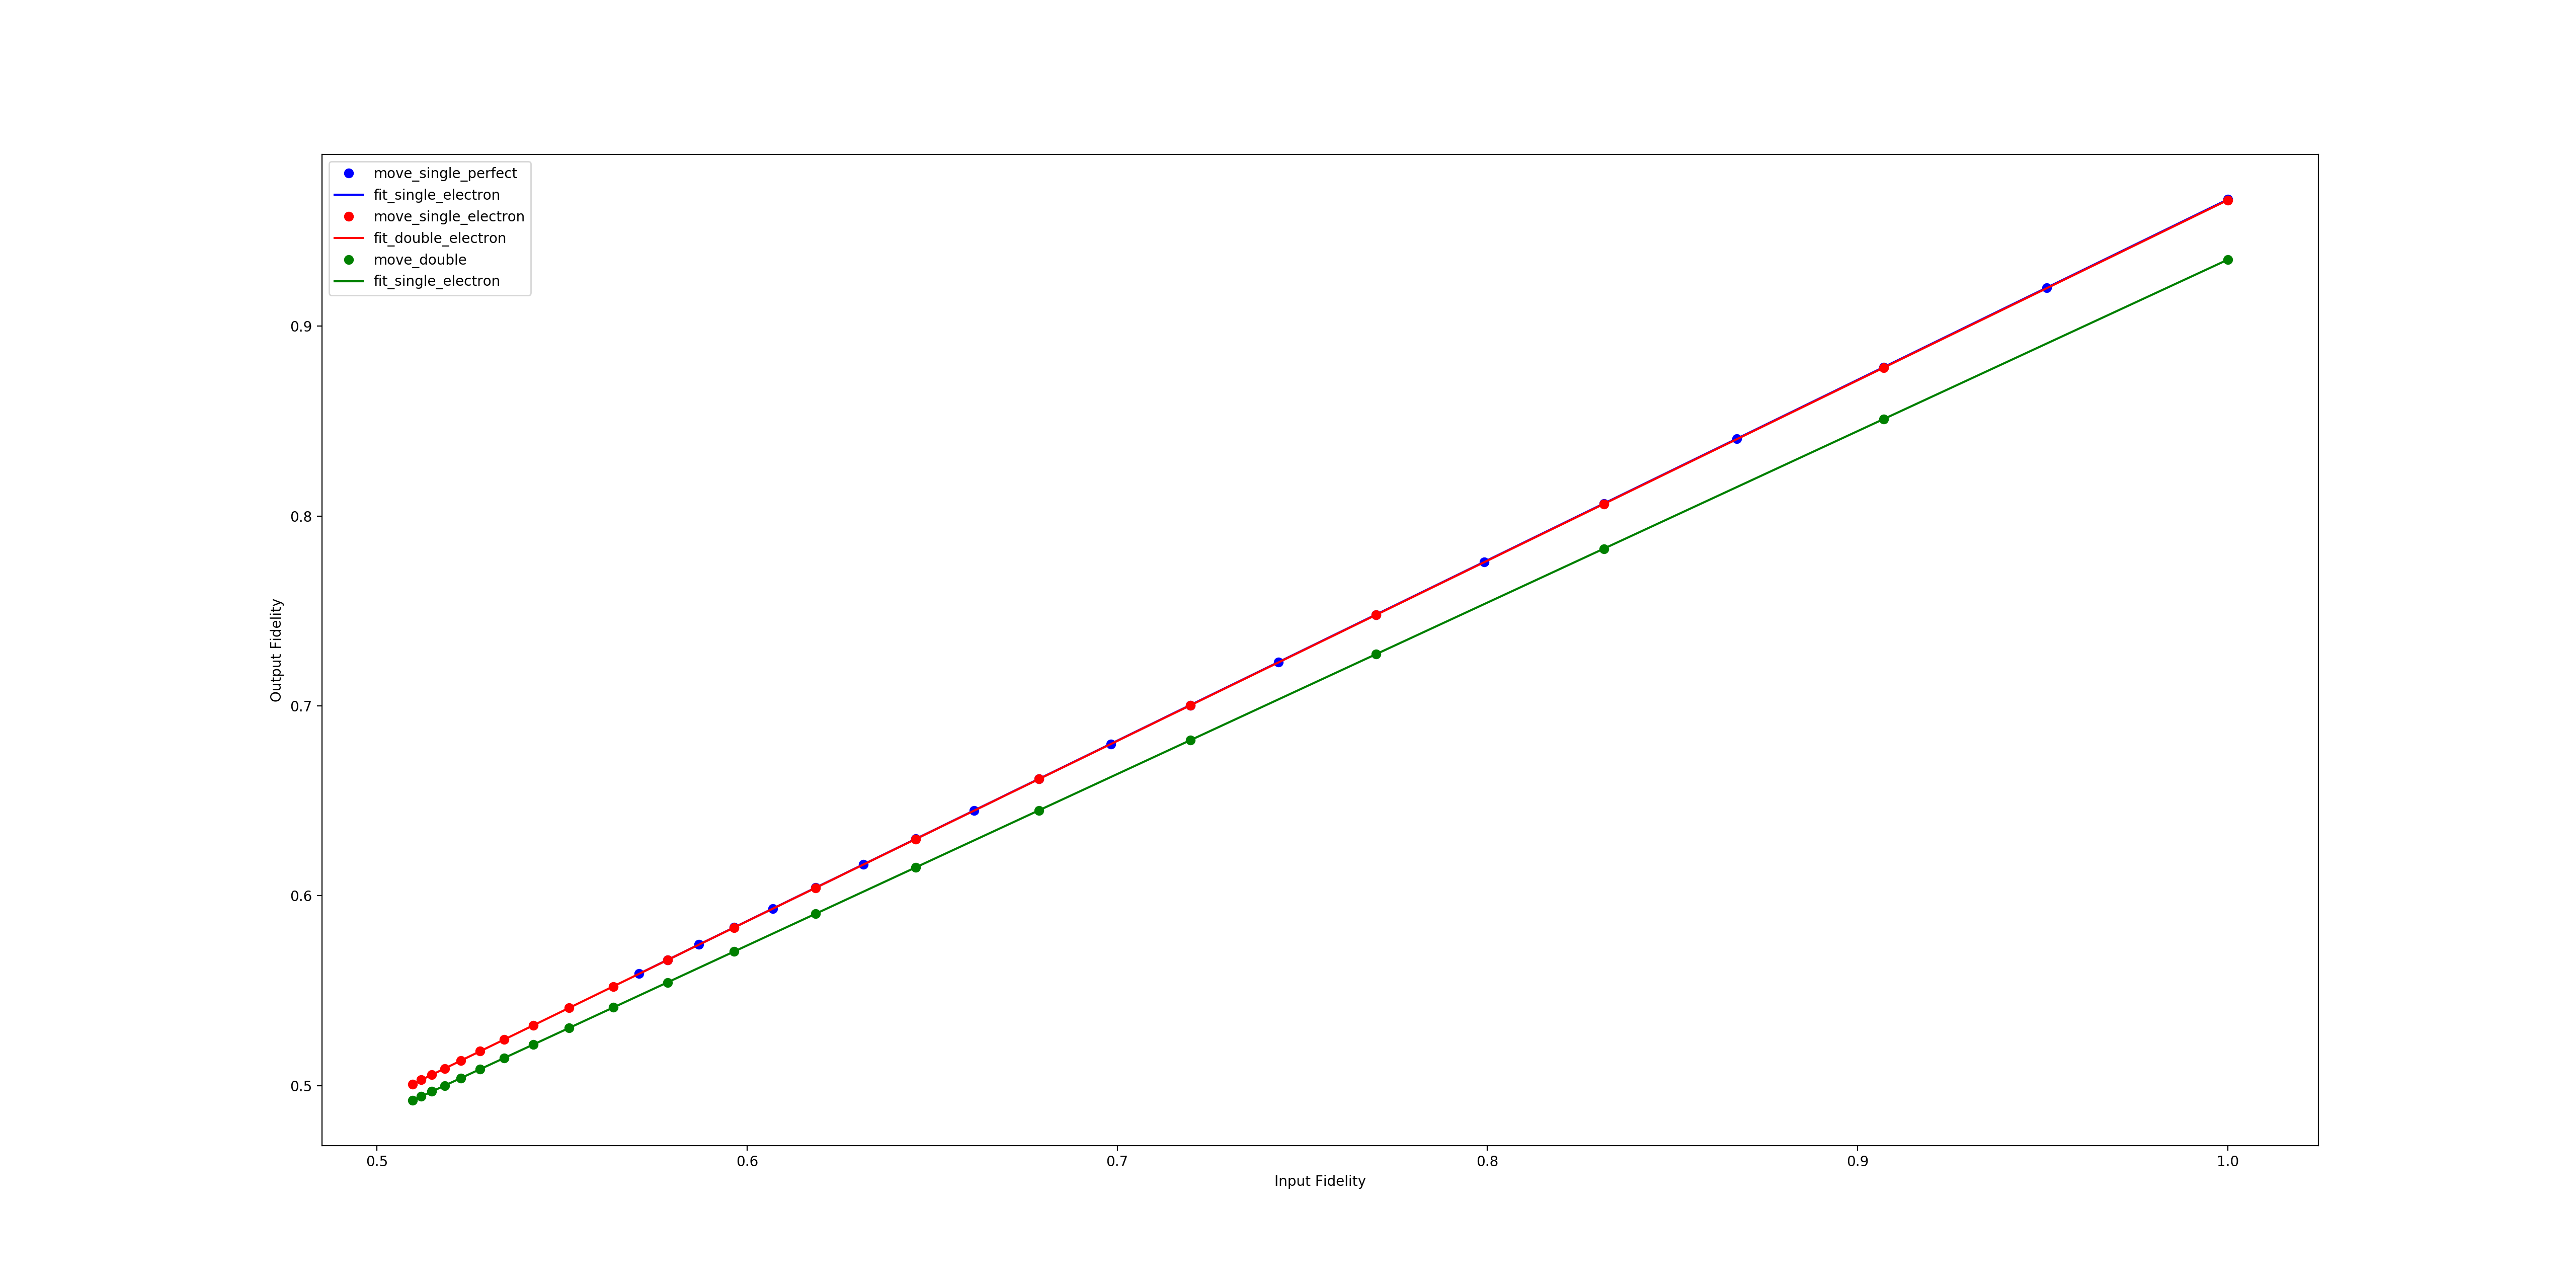 move_single_perfect
fit_single_electron
move_single_electron
fit_double_electron
move_double
fit_single_electron
0.9
0.8
0.7
0.6
0.5
Output Fidelity
0.5 0.6 0.7 0.8 0.9 1.0
Input Fidelity